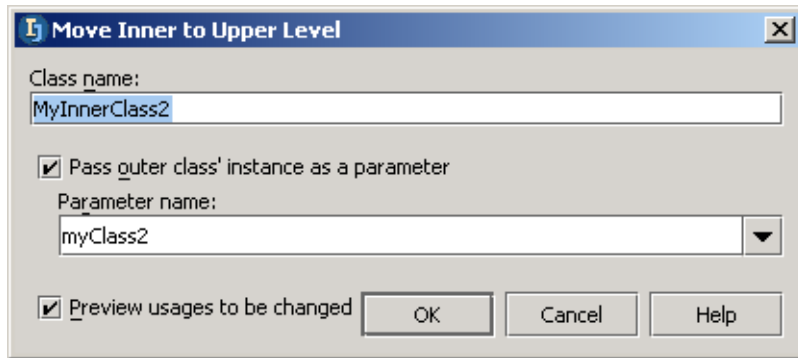 Move Inner to Upper Level
Class name:
MyInnerClass2
Pass outer class' instance as a parameter
Parameter name:
myClass2
Preview usages to be changed
OK
Cancel
Help